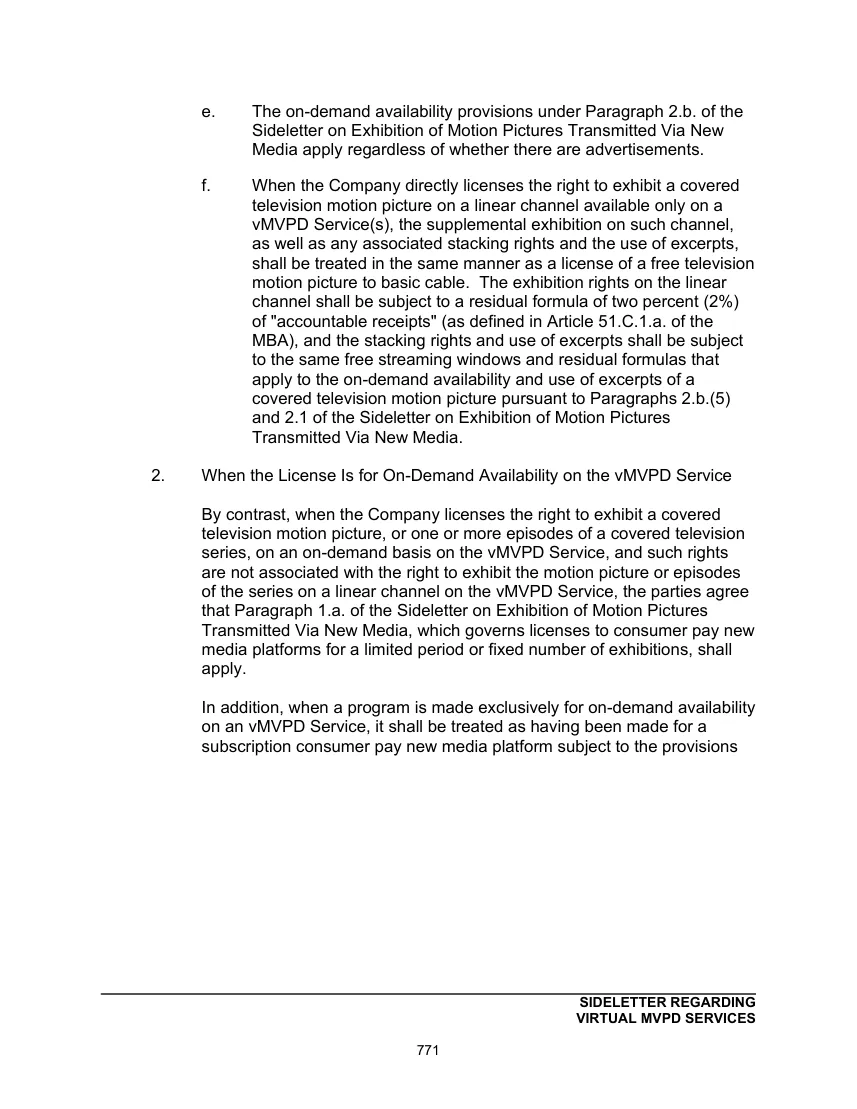 e. The on-demand availability provisions under Paragraph 2.b. of the
Sideletter on Exhibition of Motion Pictures Transmitted Via New
Media apply regardless of whether there are advertisements.
f. When the Company directly licenses the right to exhibit a covered
television motion picture on a linear channel available only on a
vMVPD Service(s), the supplemental exhibition on such channel,
as well as any associated stacking rights and the use of excerpts,
shall be treated in the same manner as a license of a free television
motion picture to basic cable. The exhibition rights on the linear
channel shall be subject to a residual formula of two percent (2%)
of "accountable receipts" (as defined in Article 51.C.1.a. of the
MBA), and the stacking rights and use of excerpts shall be subject
to the same free streaming windows and residual formulas that
apply to the on-demand availability and use of excerpts of a
covered television motion picture pursuant to Paragraphs 2.b.(5)
and 2.1 of the Sideletter on Exhibition of Motion Pictures
Transmitted Via New Media.
2. When the License Is for On-Demand Availability on the vMVPD Service
By contrast, when the Company licenses the right to exhibit a covered
television motion picture, or one or more episodes of a covered television
series, on an on-demand basis on the vMVPD Service, and such rights
are not associated with the right to exhibit the motion picture or episodes
of the series on a linear channel on the vMVPD Service, the parties agree
that Paragraph 1.a. of the Sideletter on Exhibition of Motion Pictures
Transmitted Via New Media, which governs licenses to consumer pay new
media platforms for a limited period or fixed number of exhibitions, shall
apply.
In addition, when a program is made exclusively for on-demand availability
on an vMVPD Service, it shall be treated as having been made for a
subscription consumer pay new media platform subject to the provisions
SIDELETTER REGARDING
VIRTUAL MVPD SERVICES
771